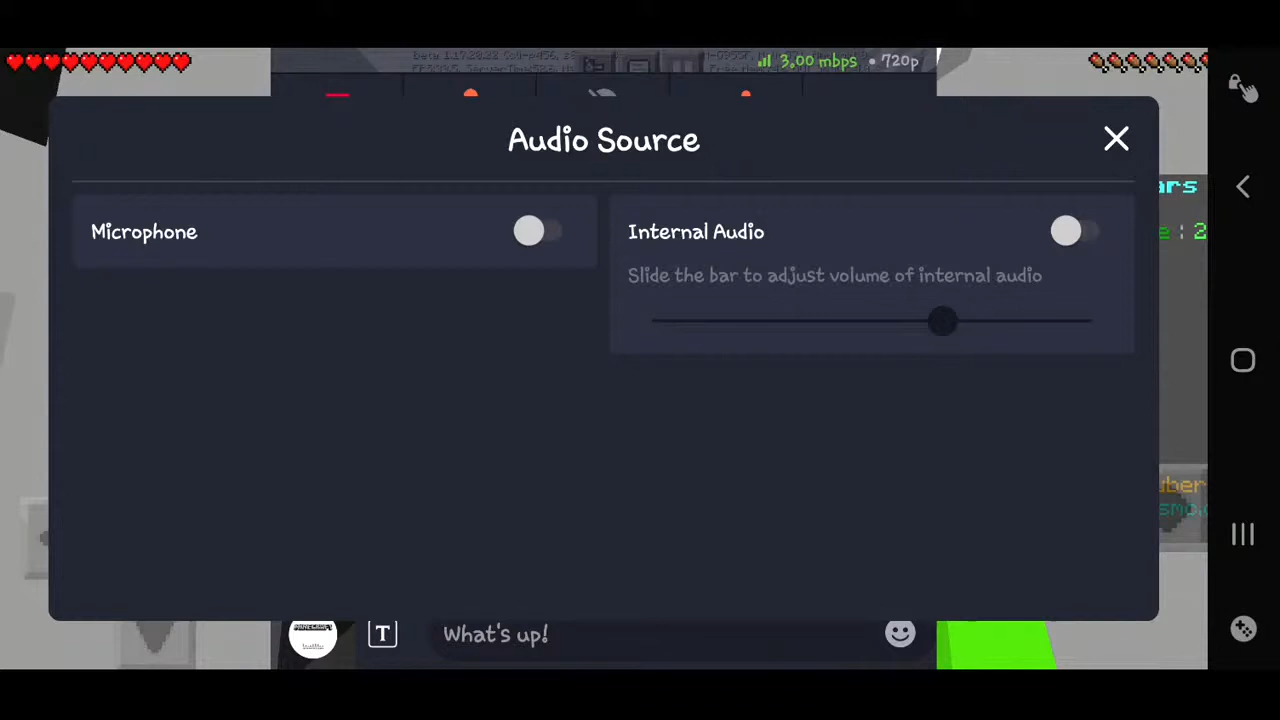 3.00 mbps • 720p
Audio Source
Microphone
Internal Audio
Slide the bar to adjust volume of internal audio
T
What's up!